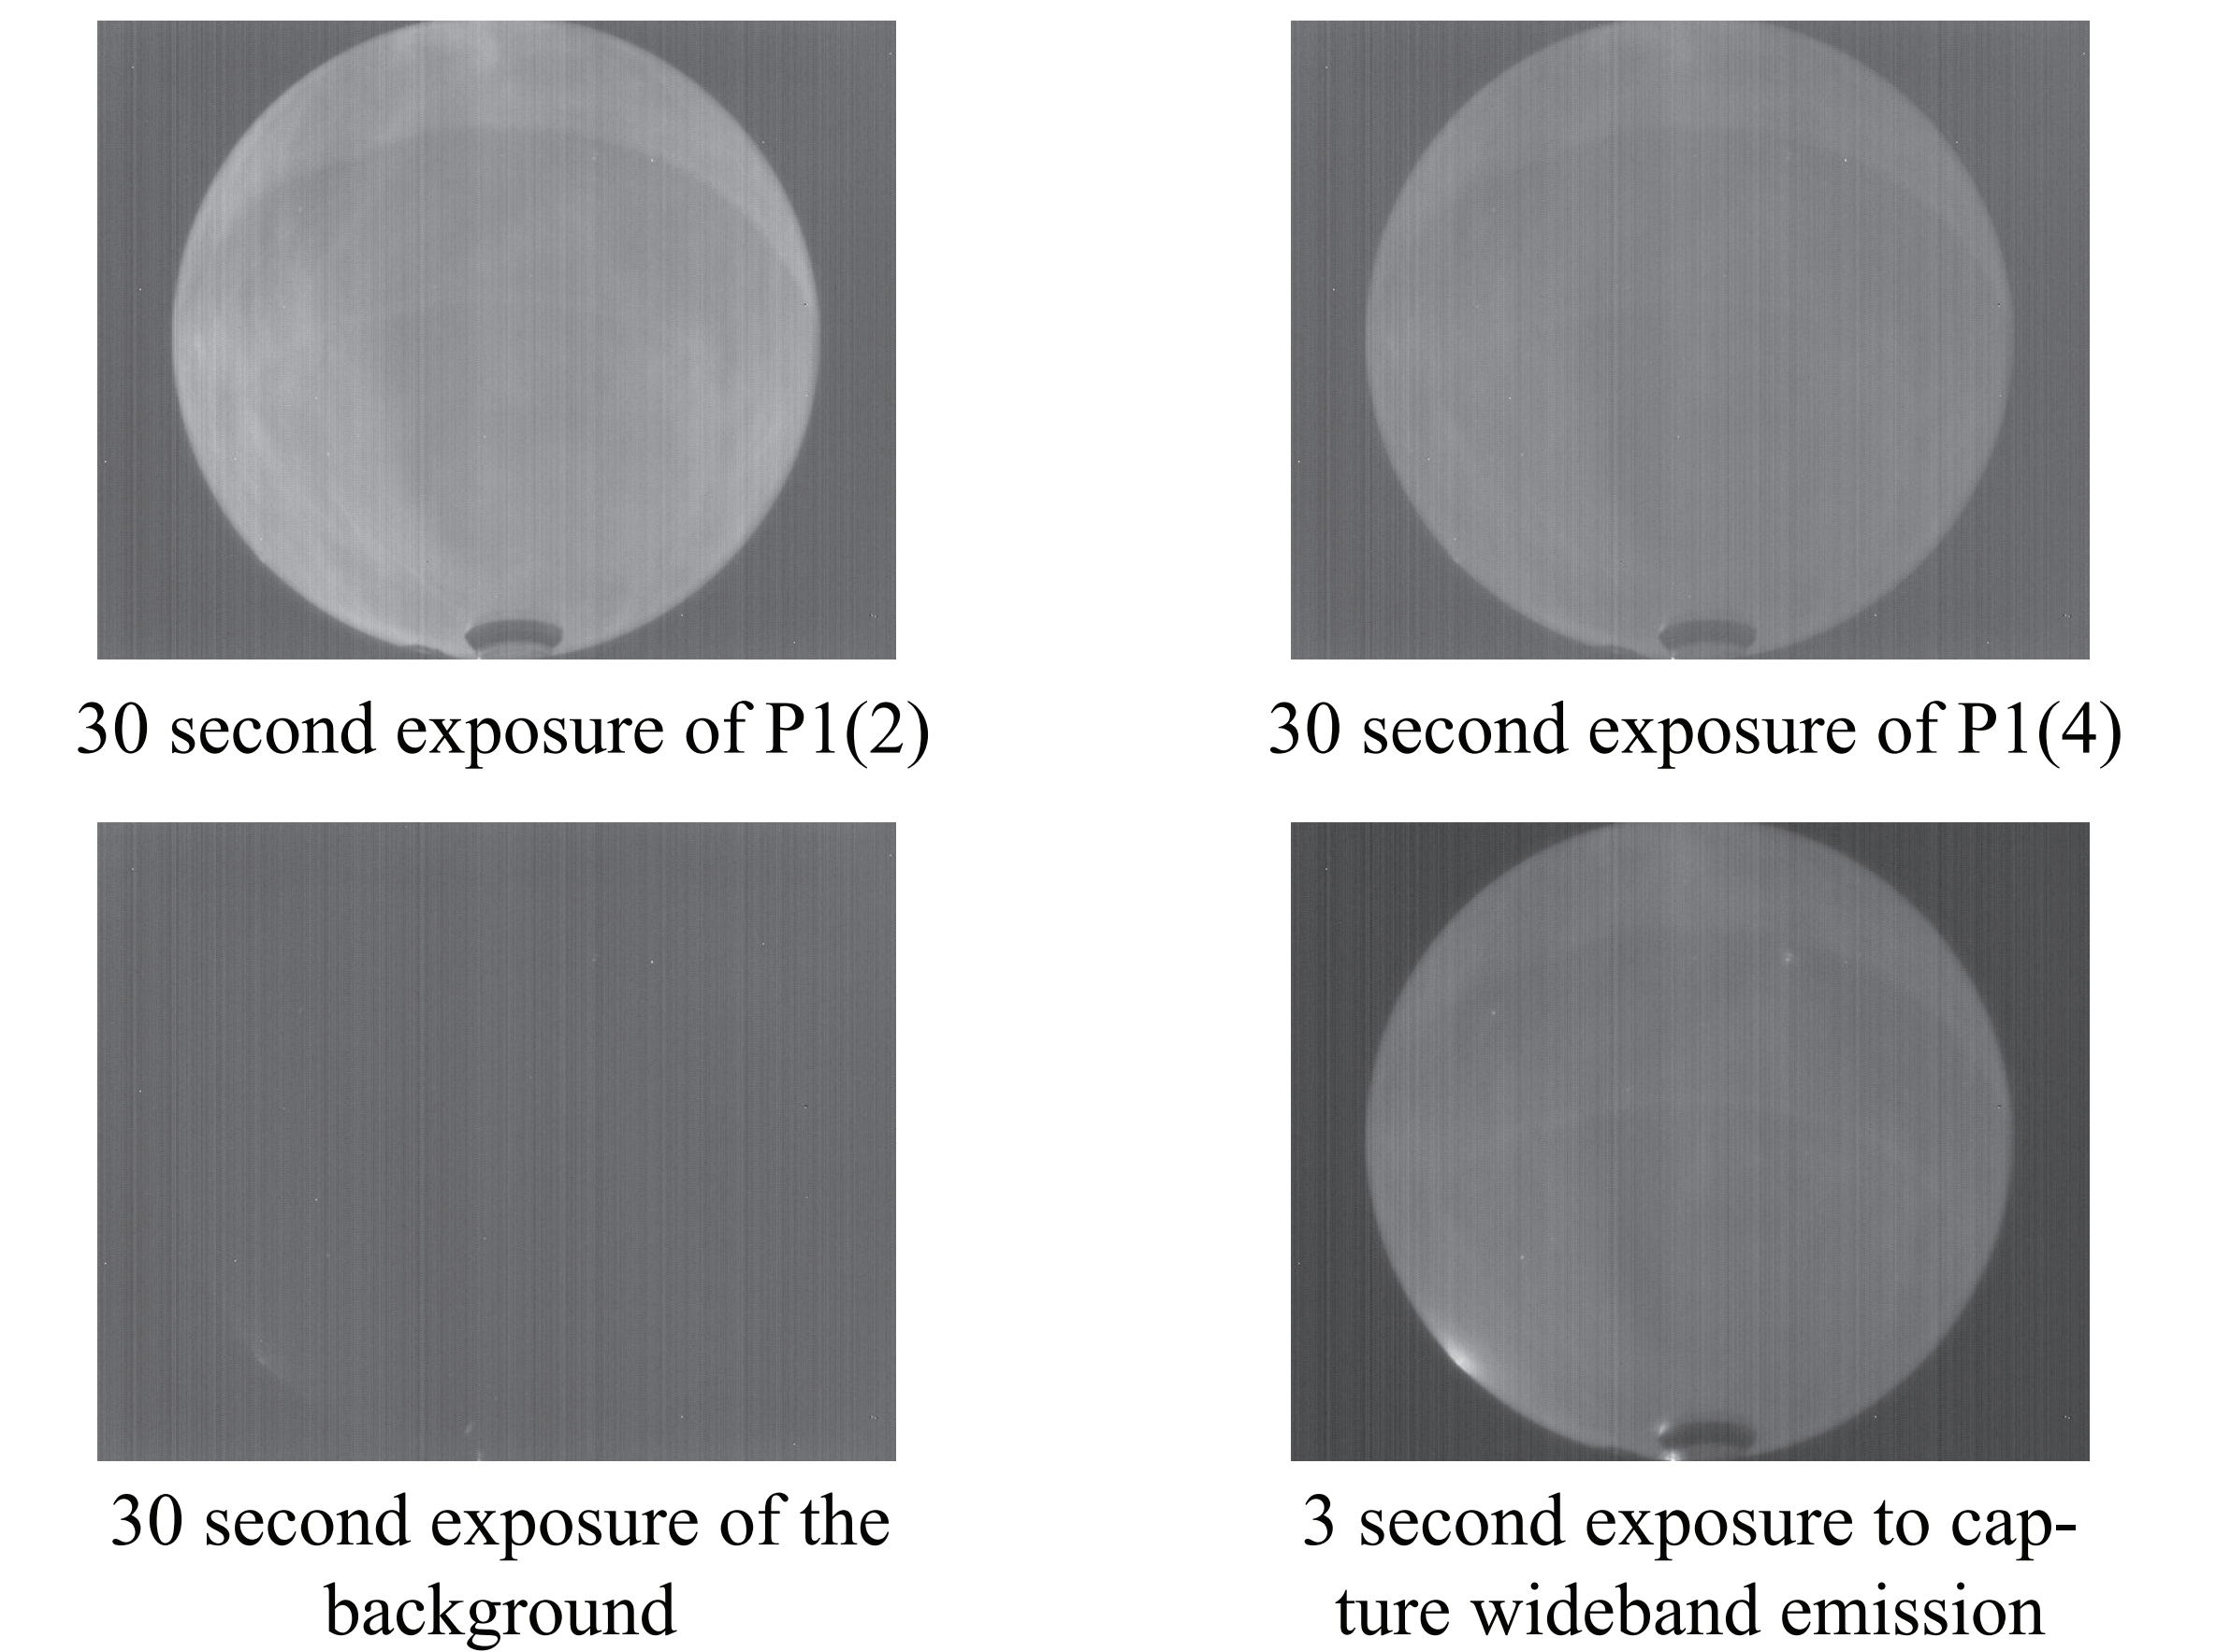 30 second exposure of P1(2)
30 second exposure of P1(4)
30 second exposure of the
background
3 second exposure to cap-
ture wideband emission